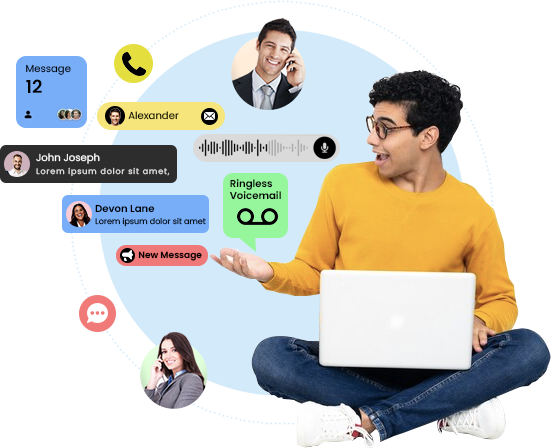 Message
12
Alexander
John Joseph
Lorem ipsum dolor sit amet,
Ringless
Voicemail
Devon Lane
Lorem ipsum dolor sit amet
New Message